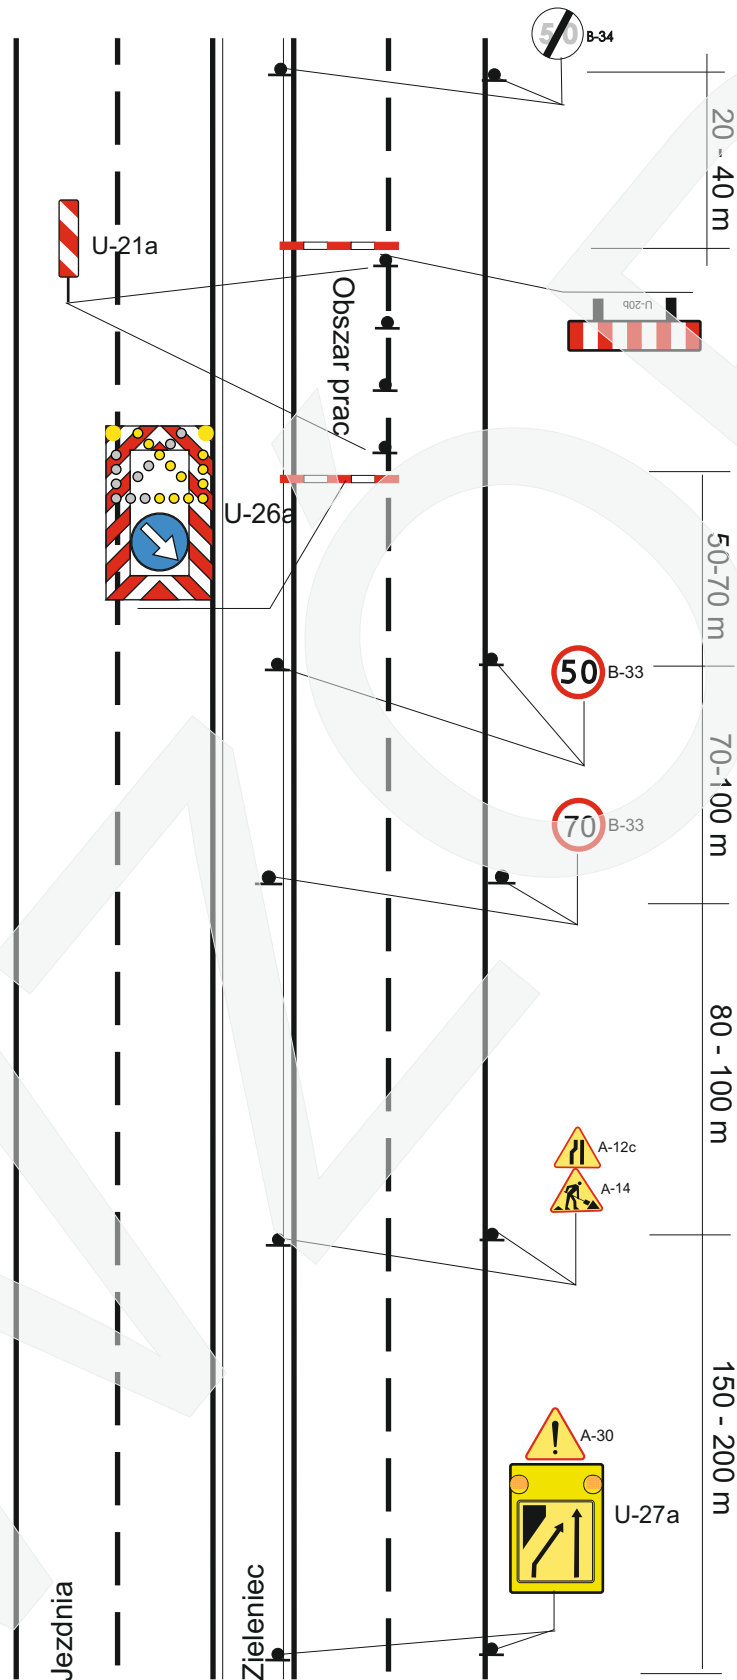 50
B-34
20 - 40 m
U-21a
U-20b
Obszar prac
U-26a
50-70 m
50
B-33
70-100 m
70
B-33
80 - 100 m
A-12c
A-14
150 - 200 m
A-30
U-27a
Jezdnia
Zieleniec